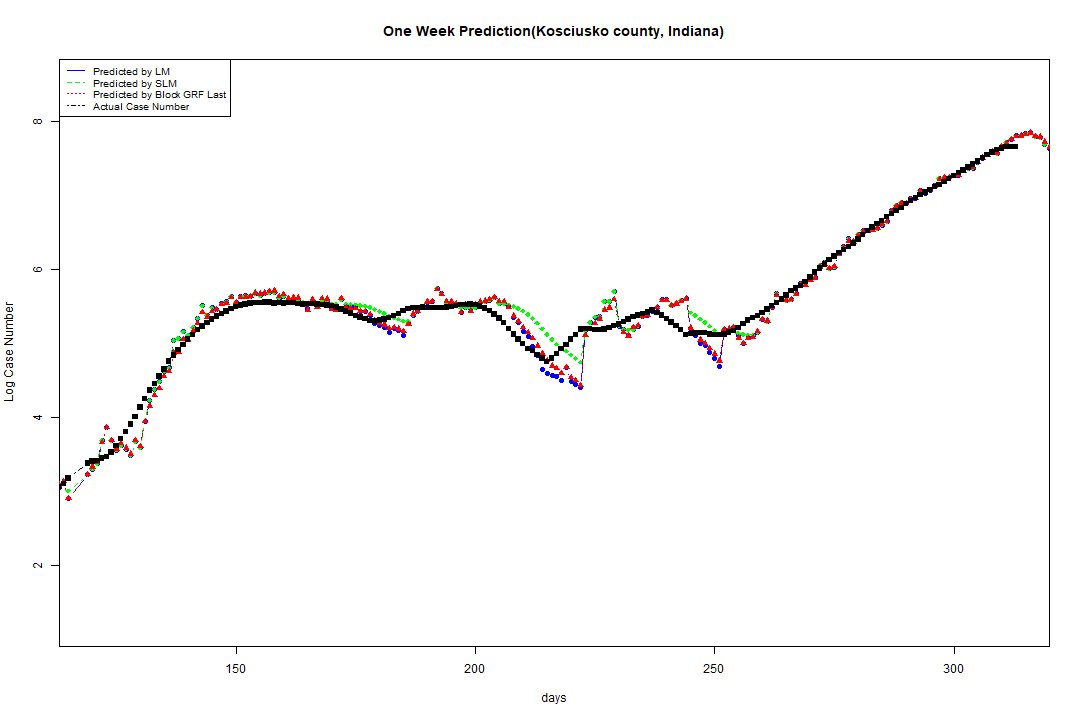 One Week Prediction(Kosciusko county, Indiana)
Predicted by LM
Predicted by SLM
Predicted by Block GRF Last
Actual Case Number
8
6
4
2
Log Case Number
150 200 250 300
days